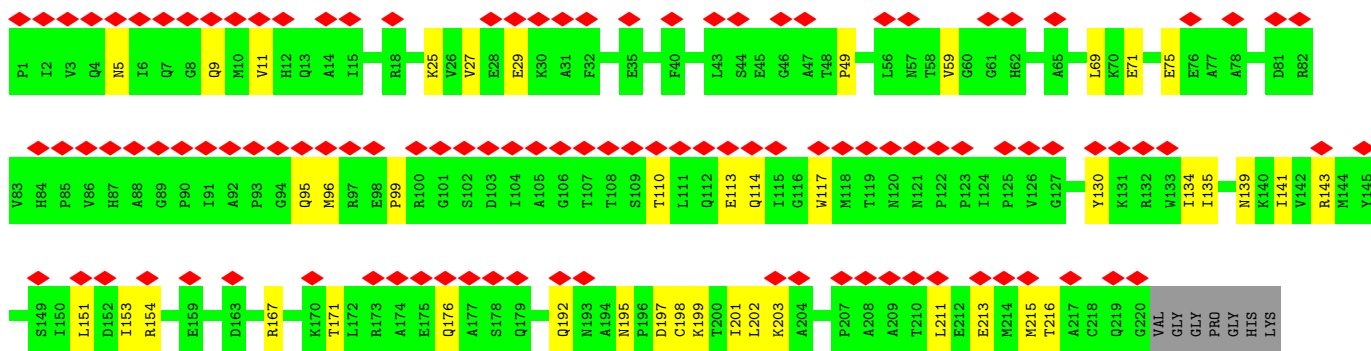 P1 I2 V3 Q4 N5 I6 Q7 G8 Q9 M10 V11 H12 Q13 A14 I15 R18 K25 V26 V27 E28 E29 K30 A31 F32 E35 F40 L43 S44 E45 G46 A47 T48 P49 L56 N57 T58 V59 G60 G61 H62 A65 L69 K70 E71 E75 E76 A77 A78 D81 R82
V83 H84 P85 V86 H87 A88 G89 P90 I91 A92 P93 G94 Q95 M96 R97 E98 P99 R100 G101 S102 D103 I104 A105 G106 T107 T108 S109 T110 L111 Q112 E113 Q114 I115 G116 W117 M118 T119 N120 N121 P122 P123 I124 P125 V126 G127 Y130 K131 R132 W133 I134 I135 N139 K140 I141 V142 R143 M144 Y145
S149 I150 L151 D152 I153 R154 E159 D163 R167 K170 T171 L172 R173 A174 E175 Q176 A177 S178 Q179 Q192 N193 A194 N195 P196 D197 C198 K199 T200 I201 L202 K203 A204 P207 A208 A209 T210 L211 E212 E213 M214 M215 T216 A217 C218 Q219 G220 VAL GLY GLY PRO GLY HIS LYS